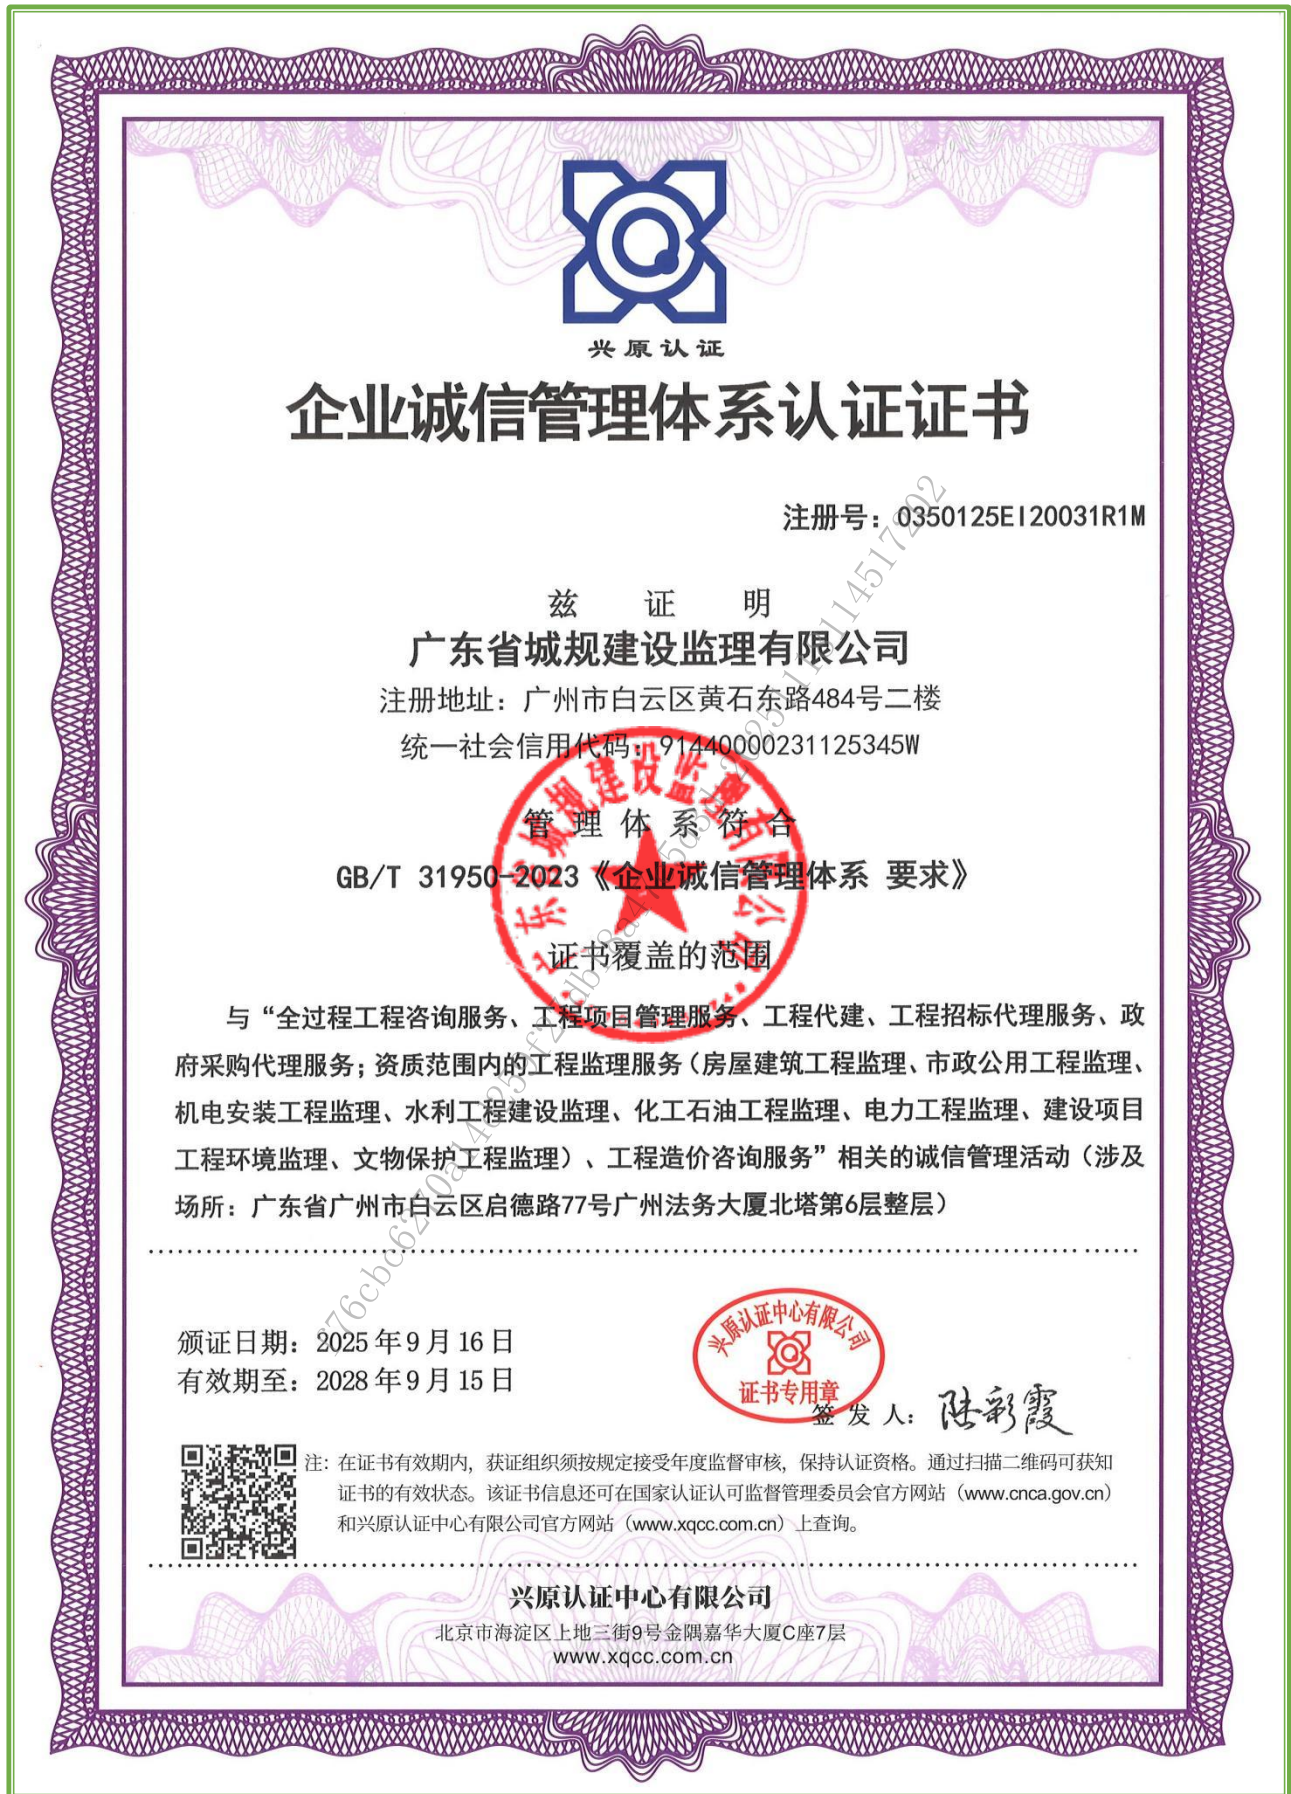 兴原认证
企业诚信管理体系认证证书
注册号：0350125EI20031R1M
兹 证 明
广东省城规建设监理有限公司
注册地址：广州市白云区黄石东路484号二楼
统一社会信用代码：91440000231125345W
管理体系符合
GB/T 31950-2023《企业诚信管理体系 要求》
证书覆盖的范围
与“全过程工程咨询服务、工程项目管理服务、工程代建、工程招标代理服务、政
府采购代理服务；资质范围内的工程监理服务（房屋建筑工程监理、市政公用工程监理、
机电安装工程监理、水利工程建设监理、化工石油工程监理、电力工程监理、建设项目
工程环境监理、文物保护工程监理）、工程造价咨询服务”相关的诚信管理活动（涉及
场所：广东省广州市白云区启德路77号广州法务大厦北塔第6层整层）
广东省城规建设监理有限公司
颁证日期：2025年9月16日
有效期至：2028年9月15日
兴原认证中心有限公司
证书专用章
签发人：陆彩霞
注：在证书有效期内，获证组织须按规定接受年度监督审核，保持认证资格。通过扫描二维码可获知
证书的有效状态。该证书信息还可在国家认证认可监督管理委员会官方网站（www.cnca.gov.cn）
和兴原认证中心有限公司官方网站（www.xqcc.com.cn）上查询。
兴原认证中心有限公司
北京市海淀区上地三街9号金隅嘉华大厦C座7层
www.xqcc.com.cn